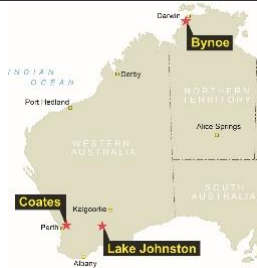 Darwin
Bynoe
INDIAN
OCEAN
Derby
Port Hedland
NORTHERN
TERRITORY
Alice Springs
WESTERN
AUSTRALIA
SOUTH
AUSTRALIA
Coates
Kalgoorlie
Perth
Lake Johnston
Albany